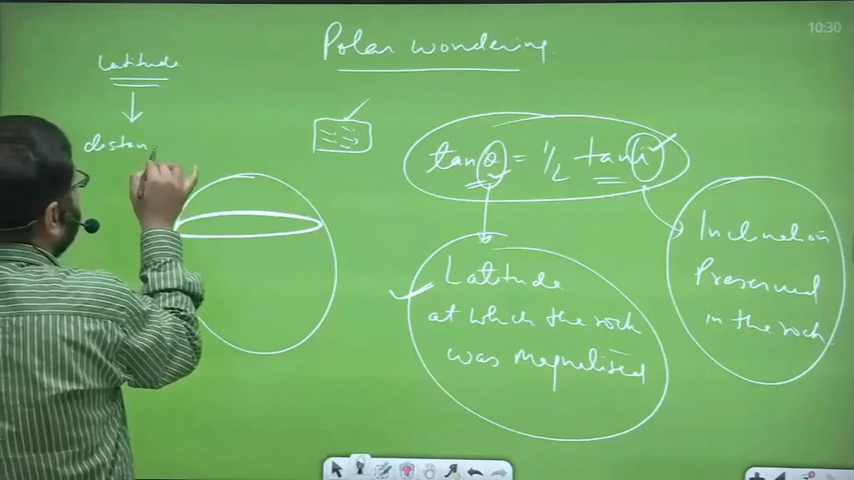 10:30
Polar wondering
Latitude
distan
tan θ = 1/2 tan i
Inclination
Preserved
in the rock
Latitude
at which the rock
was Magnetised